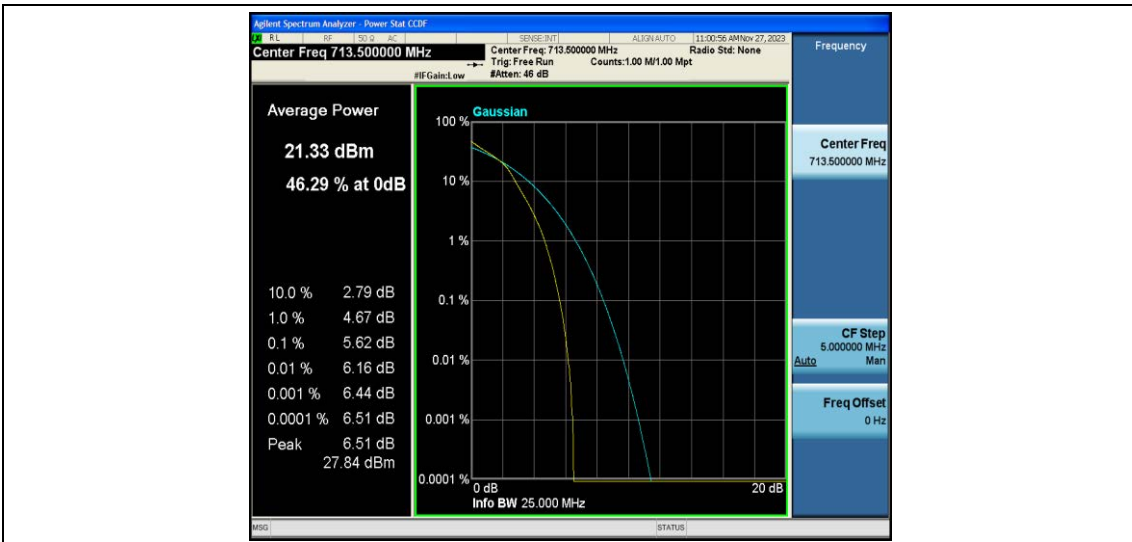 Agilent Spectrum Analyzer - Power Stat CCDF
RL RF 50 Ω AC SENSE:INT ALIGN AUTO 11:00:56 AM Nov 27, 2023
Center Freq 713.500000 MHz
Center Freq: 713.500000 MHz Radio Std: None
Trig: Free Run Counts:1.00 M/1.00 Mpt
#IFGain:Low #Atten: 46 dB
Frequency
Average Power
21.33 dBm
46.29 % at 0dB
10.0 % 2.79 dB
1.0 % 4.67 dB
0.1 % 5.62 dB
0.01 % 6.16 dB
0.001 % 6.44 dB
0.0001 % 6.51 dB
Peak 6.51 dB
27.84 dBm
Gaussian
100 %
10 %
1 %
0.1 %
0.01 %
0.001 %
0.0001 %
0 dB 20 dB
Info BW 25.000 MHz
Center Freq
713.500000 MHz
CF Step
5.000000 MHz
Auto Man
Freq Offset
0 Hz
MSG STATUS